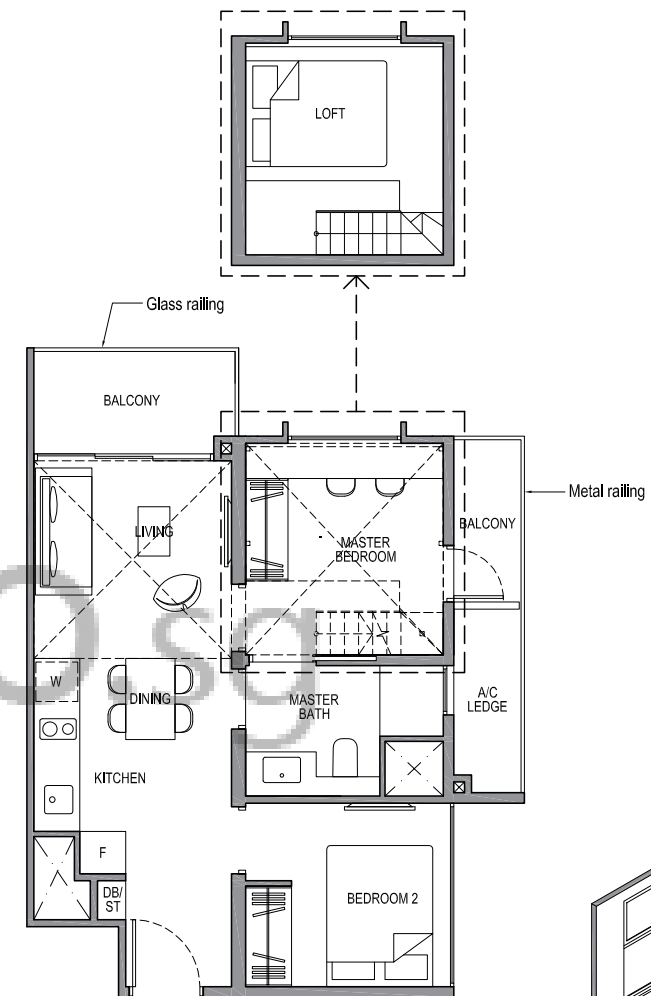 LOFT
Glass railing
BALCONY
Metal railing
LIVING
MASTER
BEDROOM
BALCONY
.sg
W
DINING
MASTER
BATH
A/C
LEDGE
KITCHEN
F
DB/
ST
BEDROOM 2